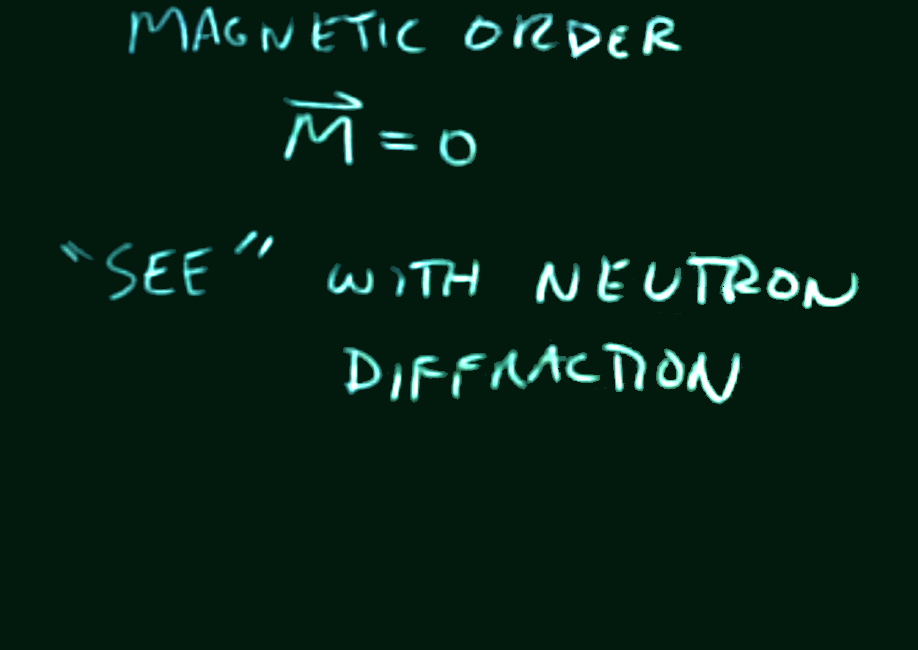 MAGNETIC ORDER
M⃗ = 0
"SEE" WITH NEUTRON
DIFFRACTION